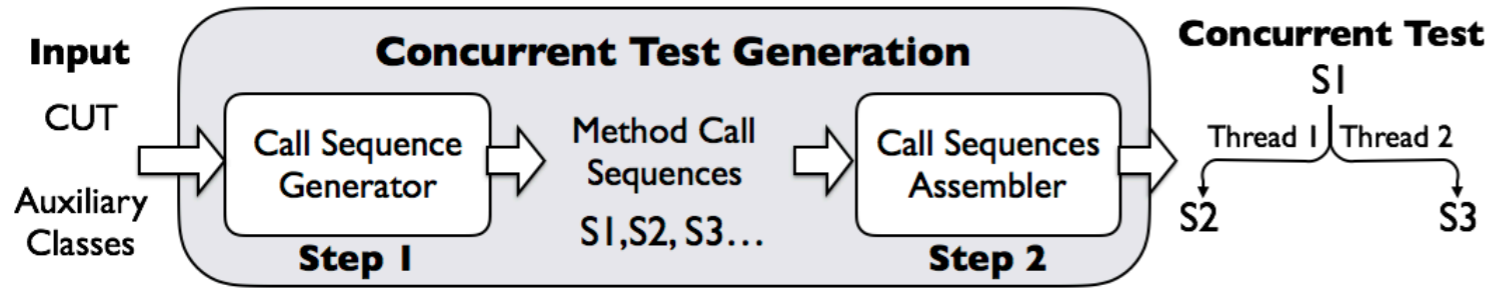 Input
CUT
Auxiliary
Classes
Concurrent Test Generation
Call Sequence
Generator
Step 1
Method Call
Sequences
S1,S2, S3...
Call Sequences
Assembler
Step 2
Concurrent Test
S1
Thread 1 Thread 2
S2 S3